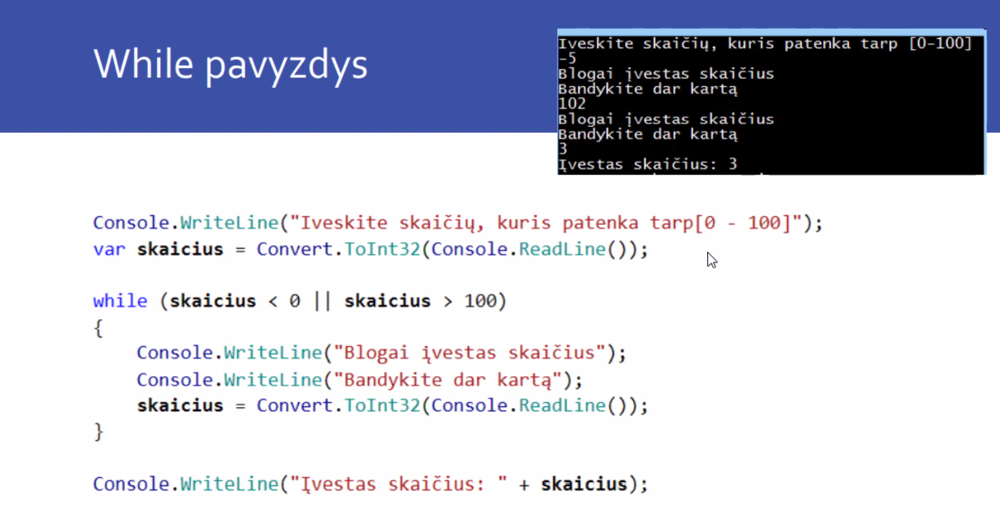 While pavyzdys
Iveskite skaičių, kuris patenka tarp [0-100]
-5
Blogai įvestas skaičius
Bandykite dar kartą
102
Blogai įvestas skaičius
Bandykite dar kartą
3
Įvestas skaičius: 3
Console.WriteLine("Iveskite skaičių, kuris patenka tarp[0 - 100]");
var skaicius = Convert.ToInt32(Console.ReadLine());
while (skaicius < 0 || skaicius > 100)
{
    Console.WriteLine("Blogai įvestas skaičius");
    Console.WriteLine("Bandykite dar kartą");
    skaicius = Convert.ToInt32(Console.ReadLine());
}
Console.WriteLine("Įvestas skaičius: " + skaicius);